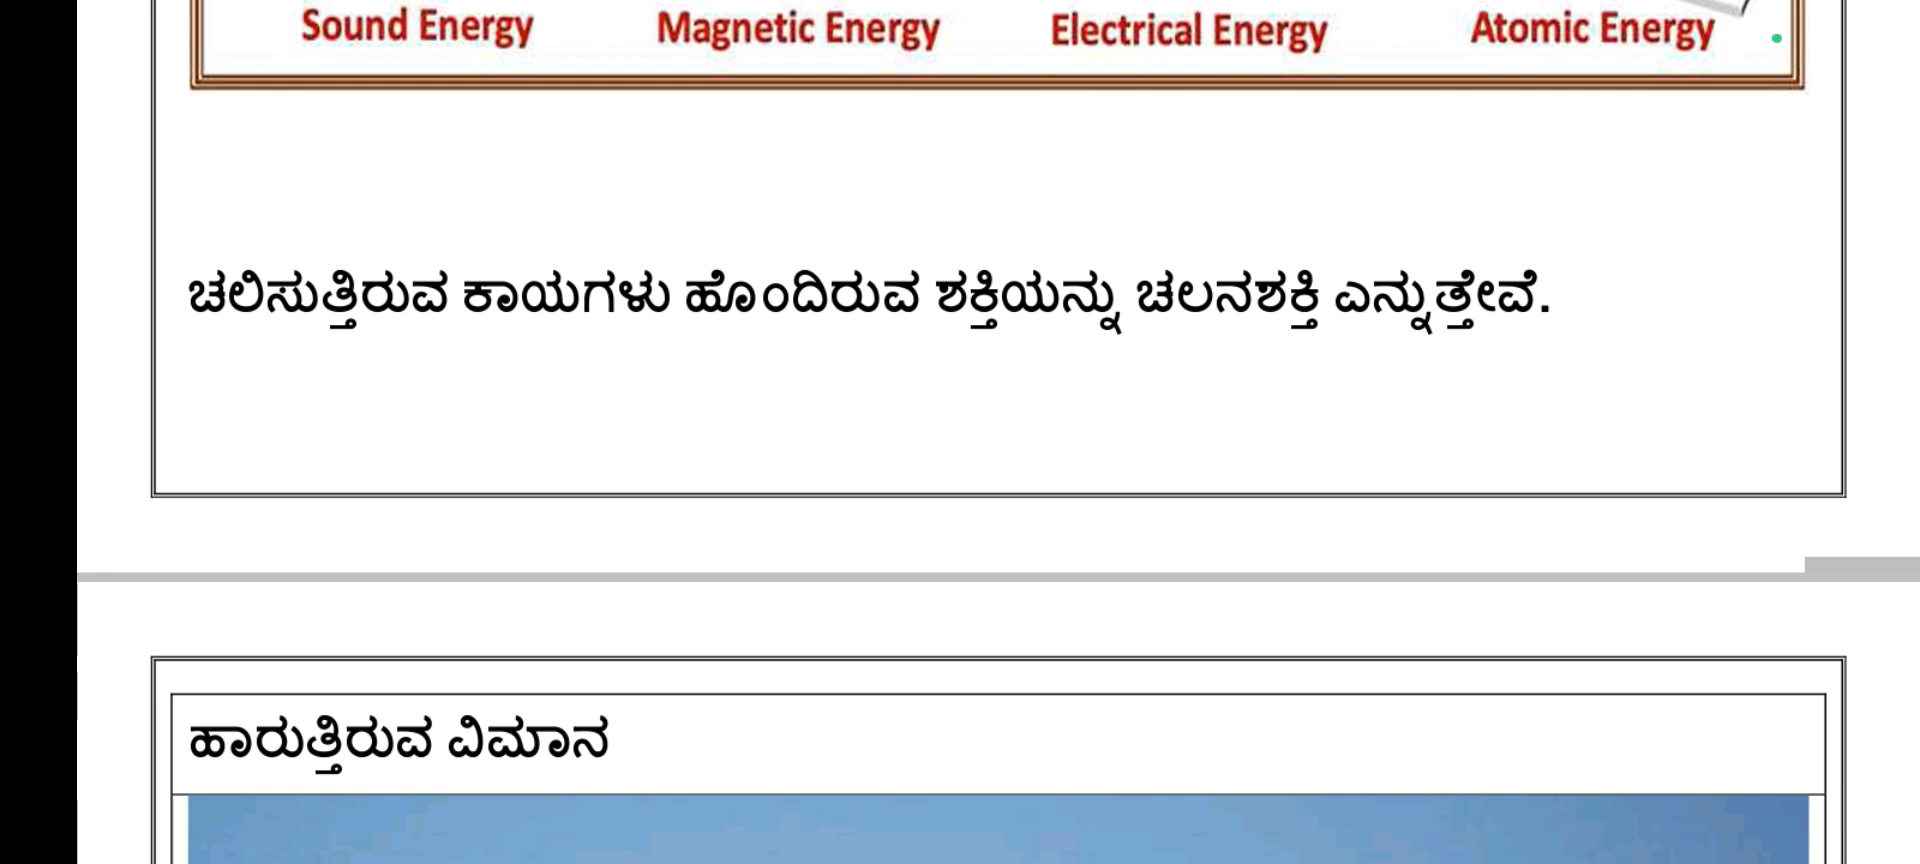 Sound Energy Magnetic Energy Electrical Energy Atomic Energy
ಚಲಿಸುತ್ತಿರುವ ಕಾಯಗಳು ಹೊಂದಿರುವ ಶಕ್ತಿಯನ್ನು ಚಲನಶಕ್ತಿ ಎನ್ನುತ್ತೇವೆ.
ಹಾರುತ್ತಿರುವ ವಿಮಾನ